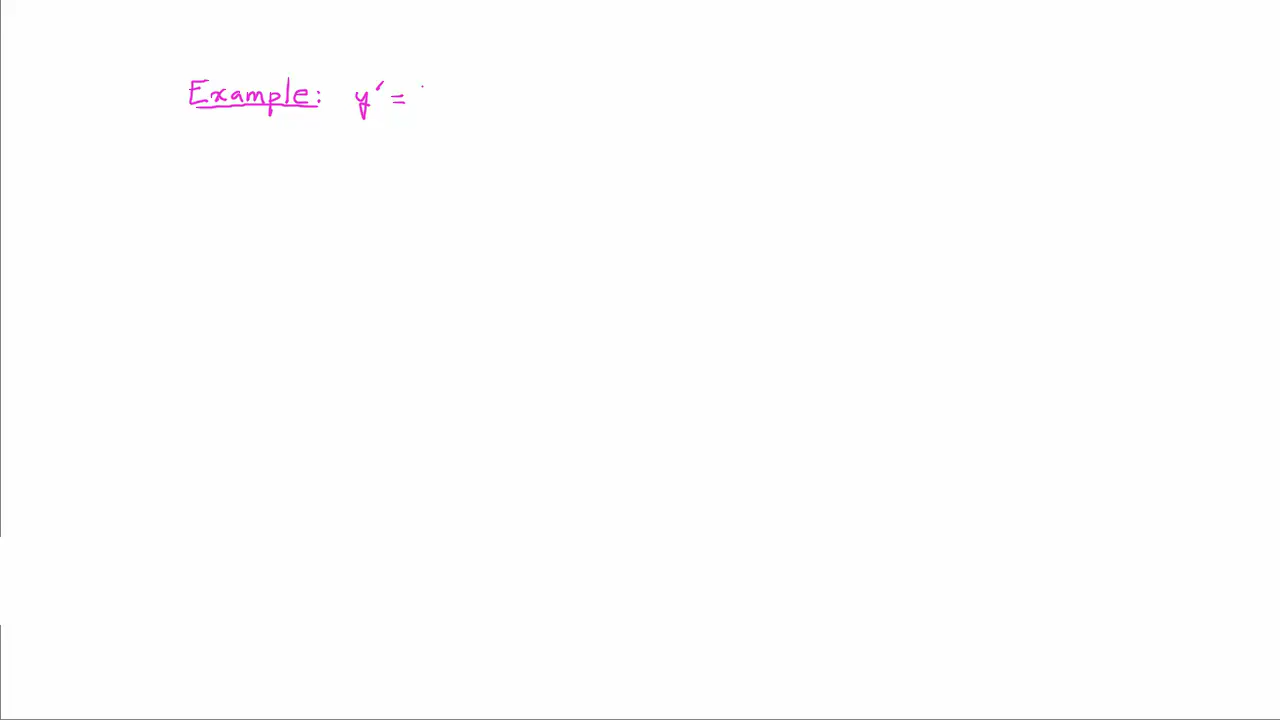 Example: y′ =